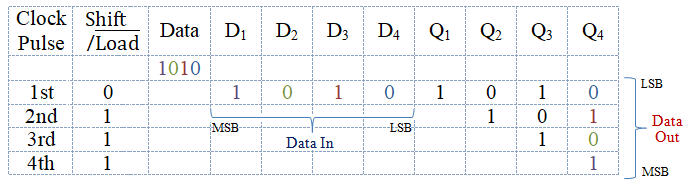 Clock Pulse Shift /Load Data D1 D2 D3 D4 Q1 Q2 Q3 Q4
1010
1st 0 1 0 1 0 1 0 1 0 LSB
2nd 1 1 0 1
MSB LSB Data Out
3rd 1 Data In 1 0
4th 1 1 MSB